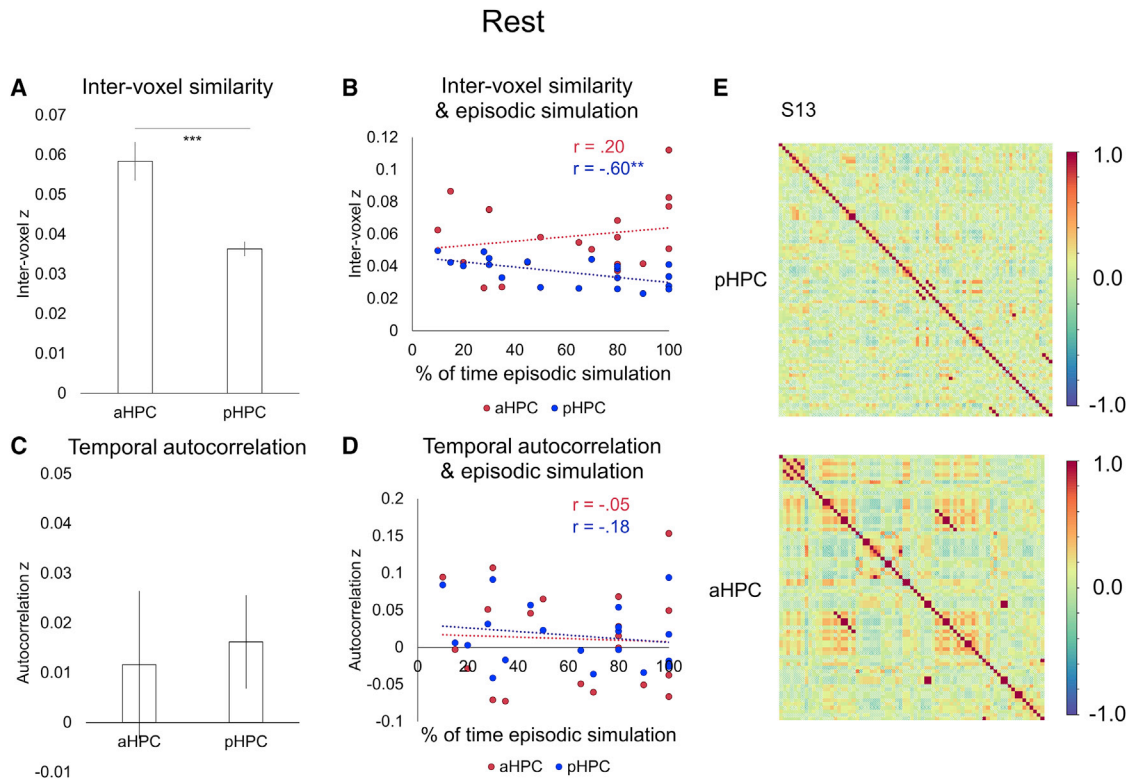 Rest
A
Inter-voxel similarity
0.07
0.06
0.05
0.04
0.03
0.02
0.01
0
Inter-voxel z
***
aHPC
pHPC
B
Inter-voxel similarity
& episodic simulation
0.12
0.1
0.08
0.06
0.04
0.02
0
Inter-voxel z
r = .20
r = -.60**
0
20
40
60
80
100
% of time episodic simulation
aHPC
pHPC
C
Temporal autocorrelation
0.05
0.04
0.03
0.02
0.01
0
-0.01
Autocorrelation z
aHPC
pHPC
D
Temporal autocorrelation
& episodic simulation
0.2
0.15
0.1
0.05
0
-0.05
-0.1
Autocorrelation z
r = -.05
r = -.18
0
20
40
60
80
100
% of time episodic simulation
aHPC
pHPC
E
S13
pHPC
1.0
0.0
-1.0
aHPC
1.0
0.0
-1.0